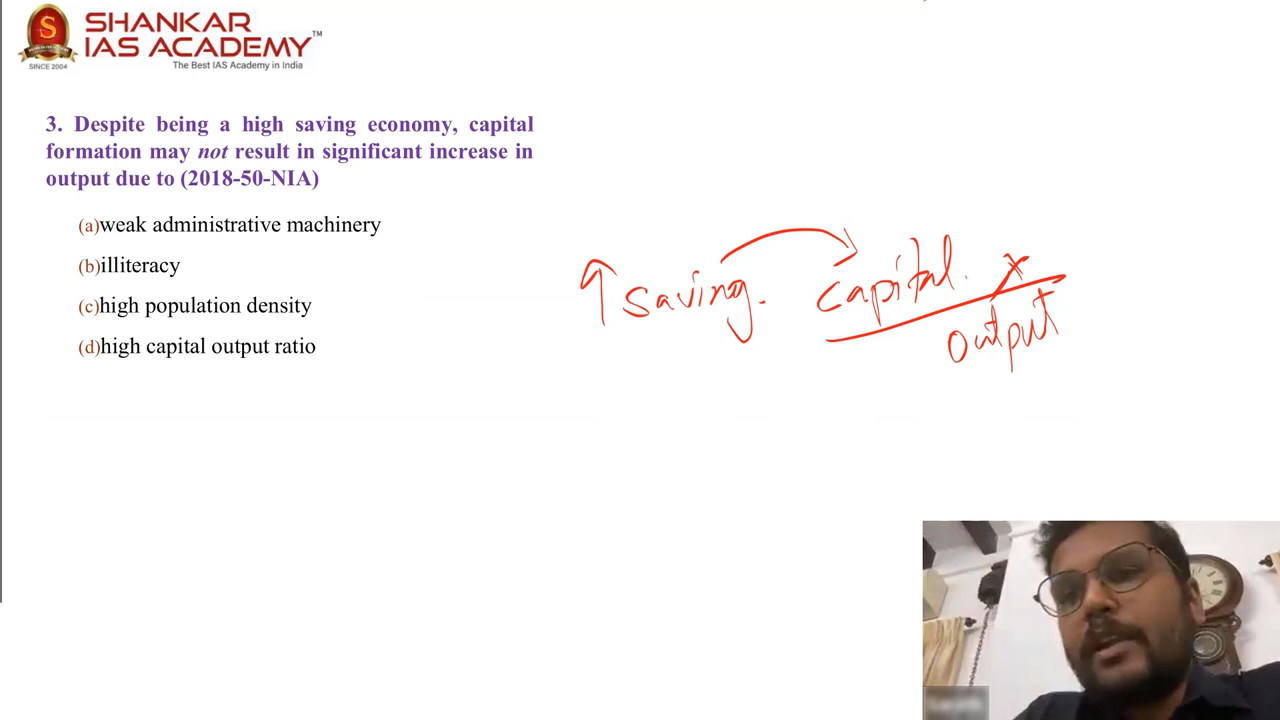 SHANKAR
IAS ACADEMY™
The Best IAS Academy in India
S
SINCE 2004
3. Despite being a high saving economy, capital
formation may not result in significant increase in
output due to (2018-50-NIA)
(a)weak administrative machinery
(b)illiteracy
(c)high population density
(d)high capital output ratio
↑ saving. capital.
output